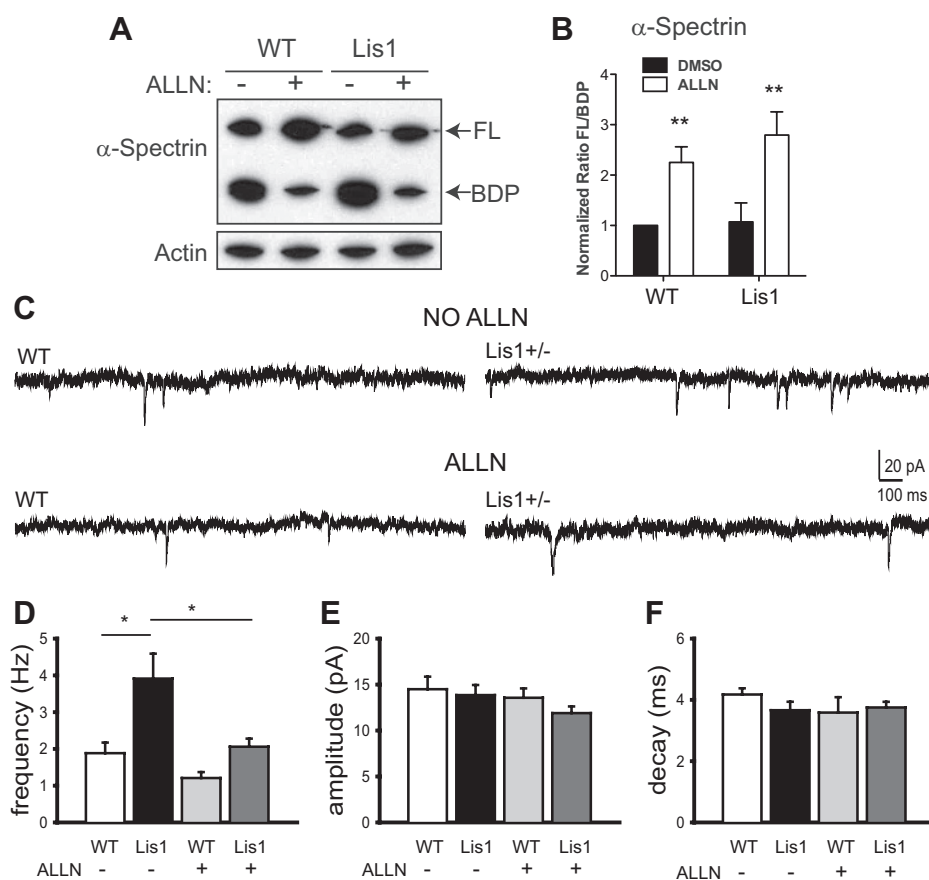 A
WT Lis1
ALLN: - + - +
α-Spectrin
FL
BDP
Actin
B
α-Spectrin
DMSO
ALLN
Normalized Ratio FL/BDP
4
3
2
1
0
** **
WT Lis1
C
NO ALLN
WT
Lis1+/-
ALLN
WT
Lis1+/-
20 pA
100 ms
D
* *
frequency (Hz)
5
4
3
2
1
0
WT Lis1 WT Lis1
ALLN - - + +
E
amplitude (pA)
20
15
10
5
0
WT Lis1 WT Lis1
- - + +
F
decay (ms)
6
4
2
0
WT Lis1 WT Lis1
ALLN - - + +